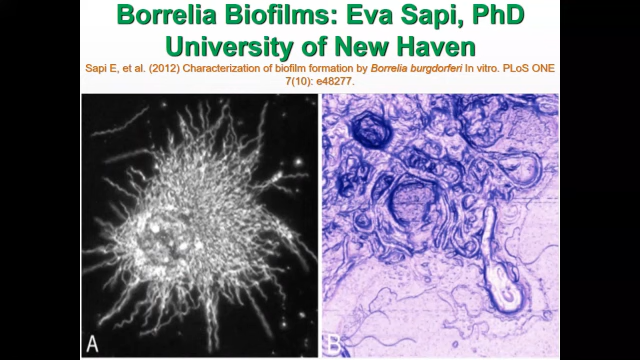 Borrelia Biofilms: Eva Sapi, PhD
University of New Haven
Sapi E, et al. (2012) Characterization of biofilm formation by Borrelia burgdorferi In vitro. PLoS ONE
7(10): e48277.
A
B